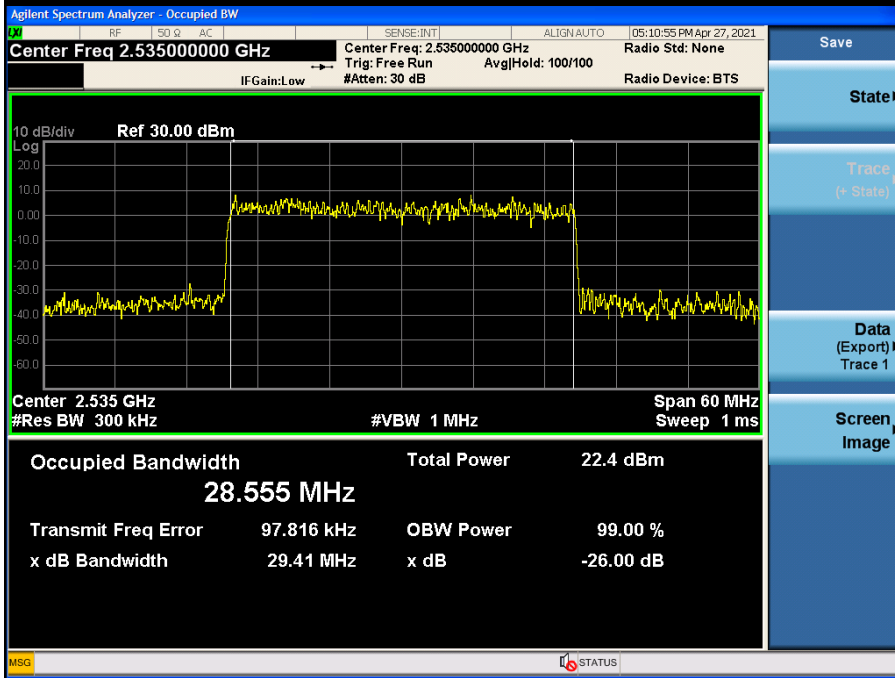 Agilent Spectrum Analyzer - Occupied BW
LXI RF 50 Ω AC SENSE:INT ALIGN AUTO 05:10:55 PM Apr 27, 2021
Center Freq 2.535000000 GHz
Center Freq: 2.535000000 GHz
Radio Std: None
Trig: Free Run Avg|Hold: 100/100
IFGain:Low
#Atten: 30 dB
Radio Device: BTS
10 dB/div Ref 30.00 dBm
Log
20.0
10.0
0.00
-10.0
-20.0
-30.0
-40.0
-50.0
-60.0
Center 2.535 GHz Span 60 MHz
#Res BW 300 kHz #VBW 1 MHz Sweep 1 ms
Occupied Bandwidth Total Power 22.4 dBm
28.555 MHz
Transmit Freq Error 97.816 kHz OBW Power 99.00 %
x dB Bandwidth 29.41 MHz x dB -26.00 dB
MSG STATUS
Save
State
Trace
(+ State)
Data
(Export)
Trace 1
Screen
Image